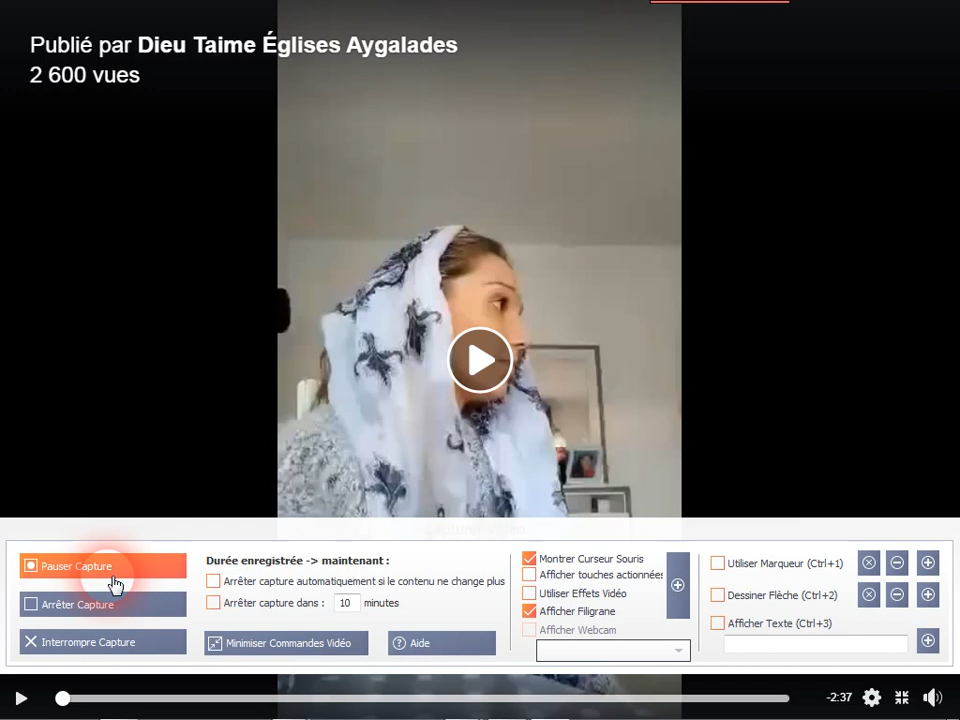 Publié par Dieu Taime Églises Aygalades
2 600 vues
Pauser Capture
Arrêter Capture
Interrompre Capture
Durée enregistrée -> maintenant :
Arrêter capture automatiquement si le contenu ne change plus
Arrêter capture dans : 10 minutes
Minimiser Commandes Vidéo
Aide
Montrer Curseur Souris
Afficher touches actionnées
Utiliser Effets Vidéo
Afficher Filigrane
Afficher Webcam
Utiliser Marqueur (Ctrl+1)
Dessiner Flèche (Ctrl+2)
Afficher Texte (Ctrl+3)
-2:37